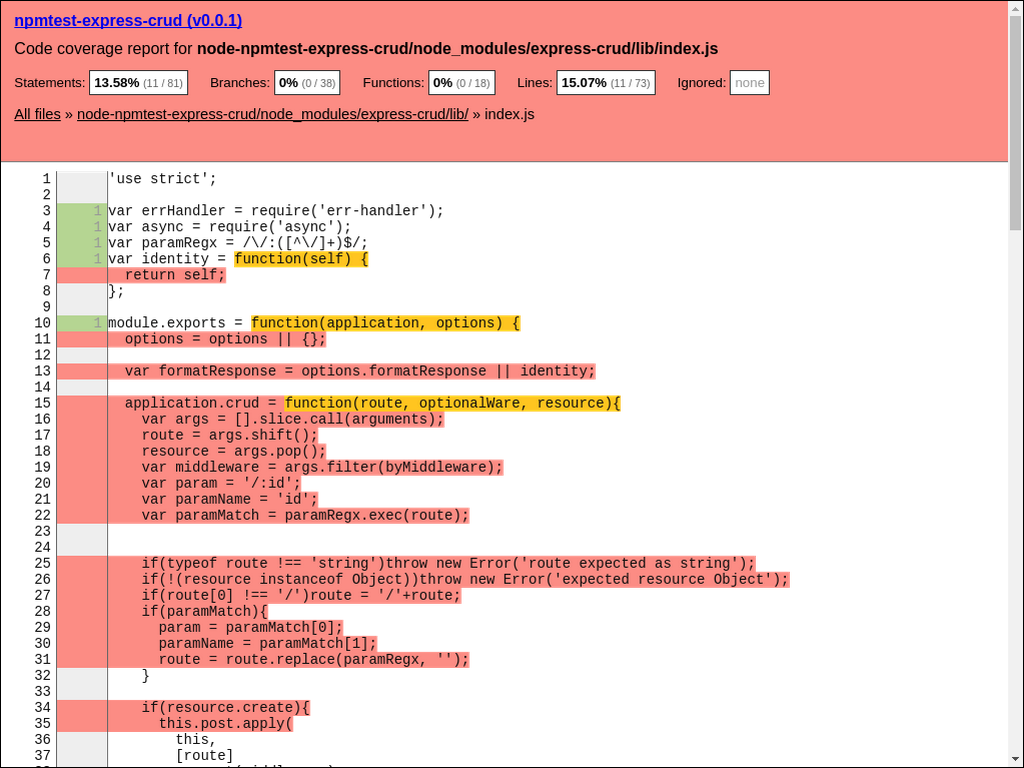 npmtest-express-crud (v0.0.1)
Code coverage report for node-npmtest-express-crud/node_modules/express-crud/lib/index.js
Statements: 13.58% (11 / 81) Branches: 0% (0 / 38) Functions: 0% (0 / 18) Lines: 15.07% (11 / 73) Ignored: none
All files » node-npmtest-express-crud/node_modules/express-crud/lib/ » index.js
1 'use strict';
2
3 1 var errHandler = require('err-handler');
4 1 var async = require('async');
5 1 var paramRegx = /\/:([^\/]+)$/;
6 1 var identity = function(self) {
7 return self;
8 };
9
10 1 module.exports = function(application, options) {
11 options = options || {};
12
13 var formatResponse = options.formatResponse || identity;
14
15 application.crud = function(route, optionalWare, resource){
16 var args = [].slice.call(arguments);
17 route = args.shift();
18 resource = args.pop();
19 var middleware = args.filter(byMiddleware);
20 var param = '/:id';
21 var paramName = 'id';
22 var paramMatch = paramRegx.exec(route);
23
24
25 if(typeof route !== 'string')throw new Error('route expected as string');
26 if(!(resource instanceof Object))throw new Error('expected resource Object');
27 if(route[0] !== '/')route = '/'+route;
28 if(paramMatch){
29 param = paramMatch[0];
30 paramName = paramMatch[1];
31 route = route.replace(paramRegx, '');
32 }
33
34 if(resource.create){
35 this.post.apply(
36 this,
37 [route]